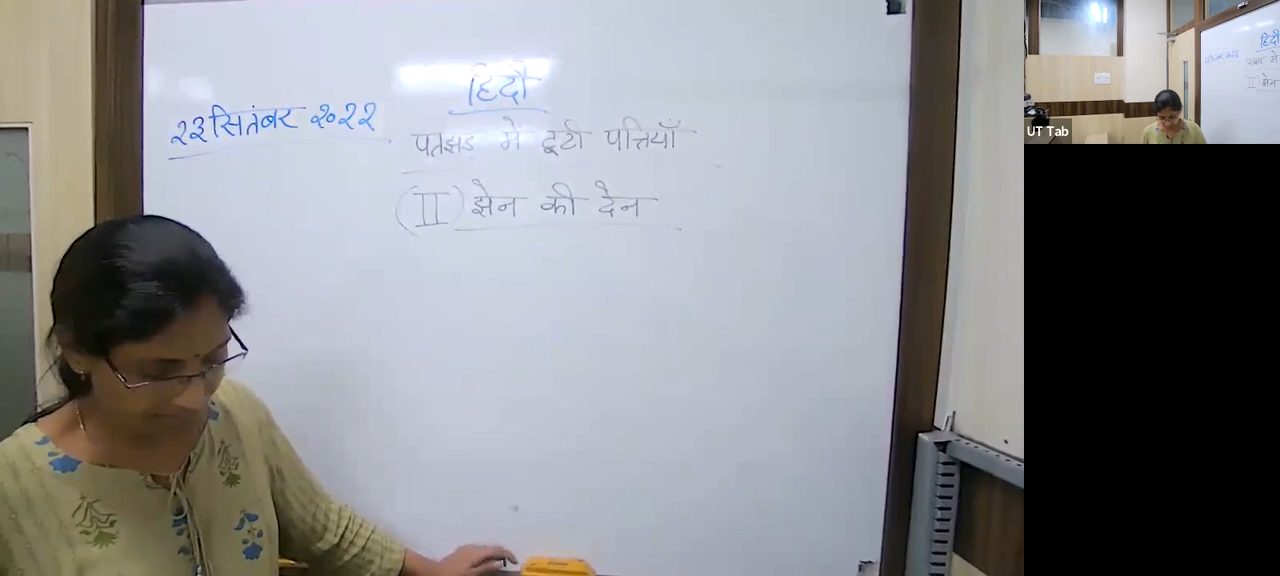 हिंदी
२३ सितंबर २०२२
पतझड़ में टूटी पत्तियाँ
(II) झेन की देन
UT Tab